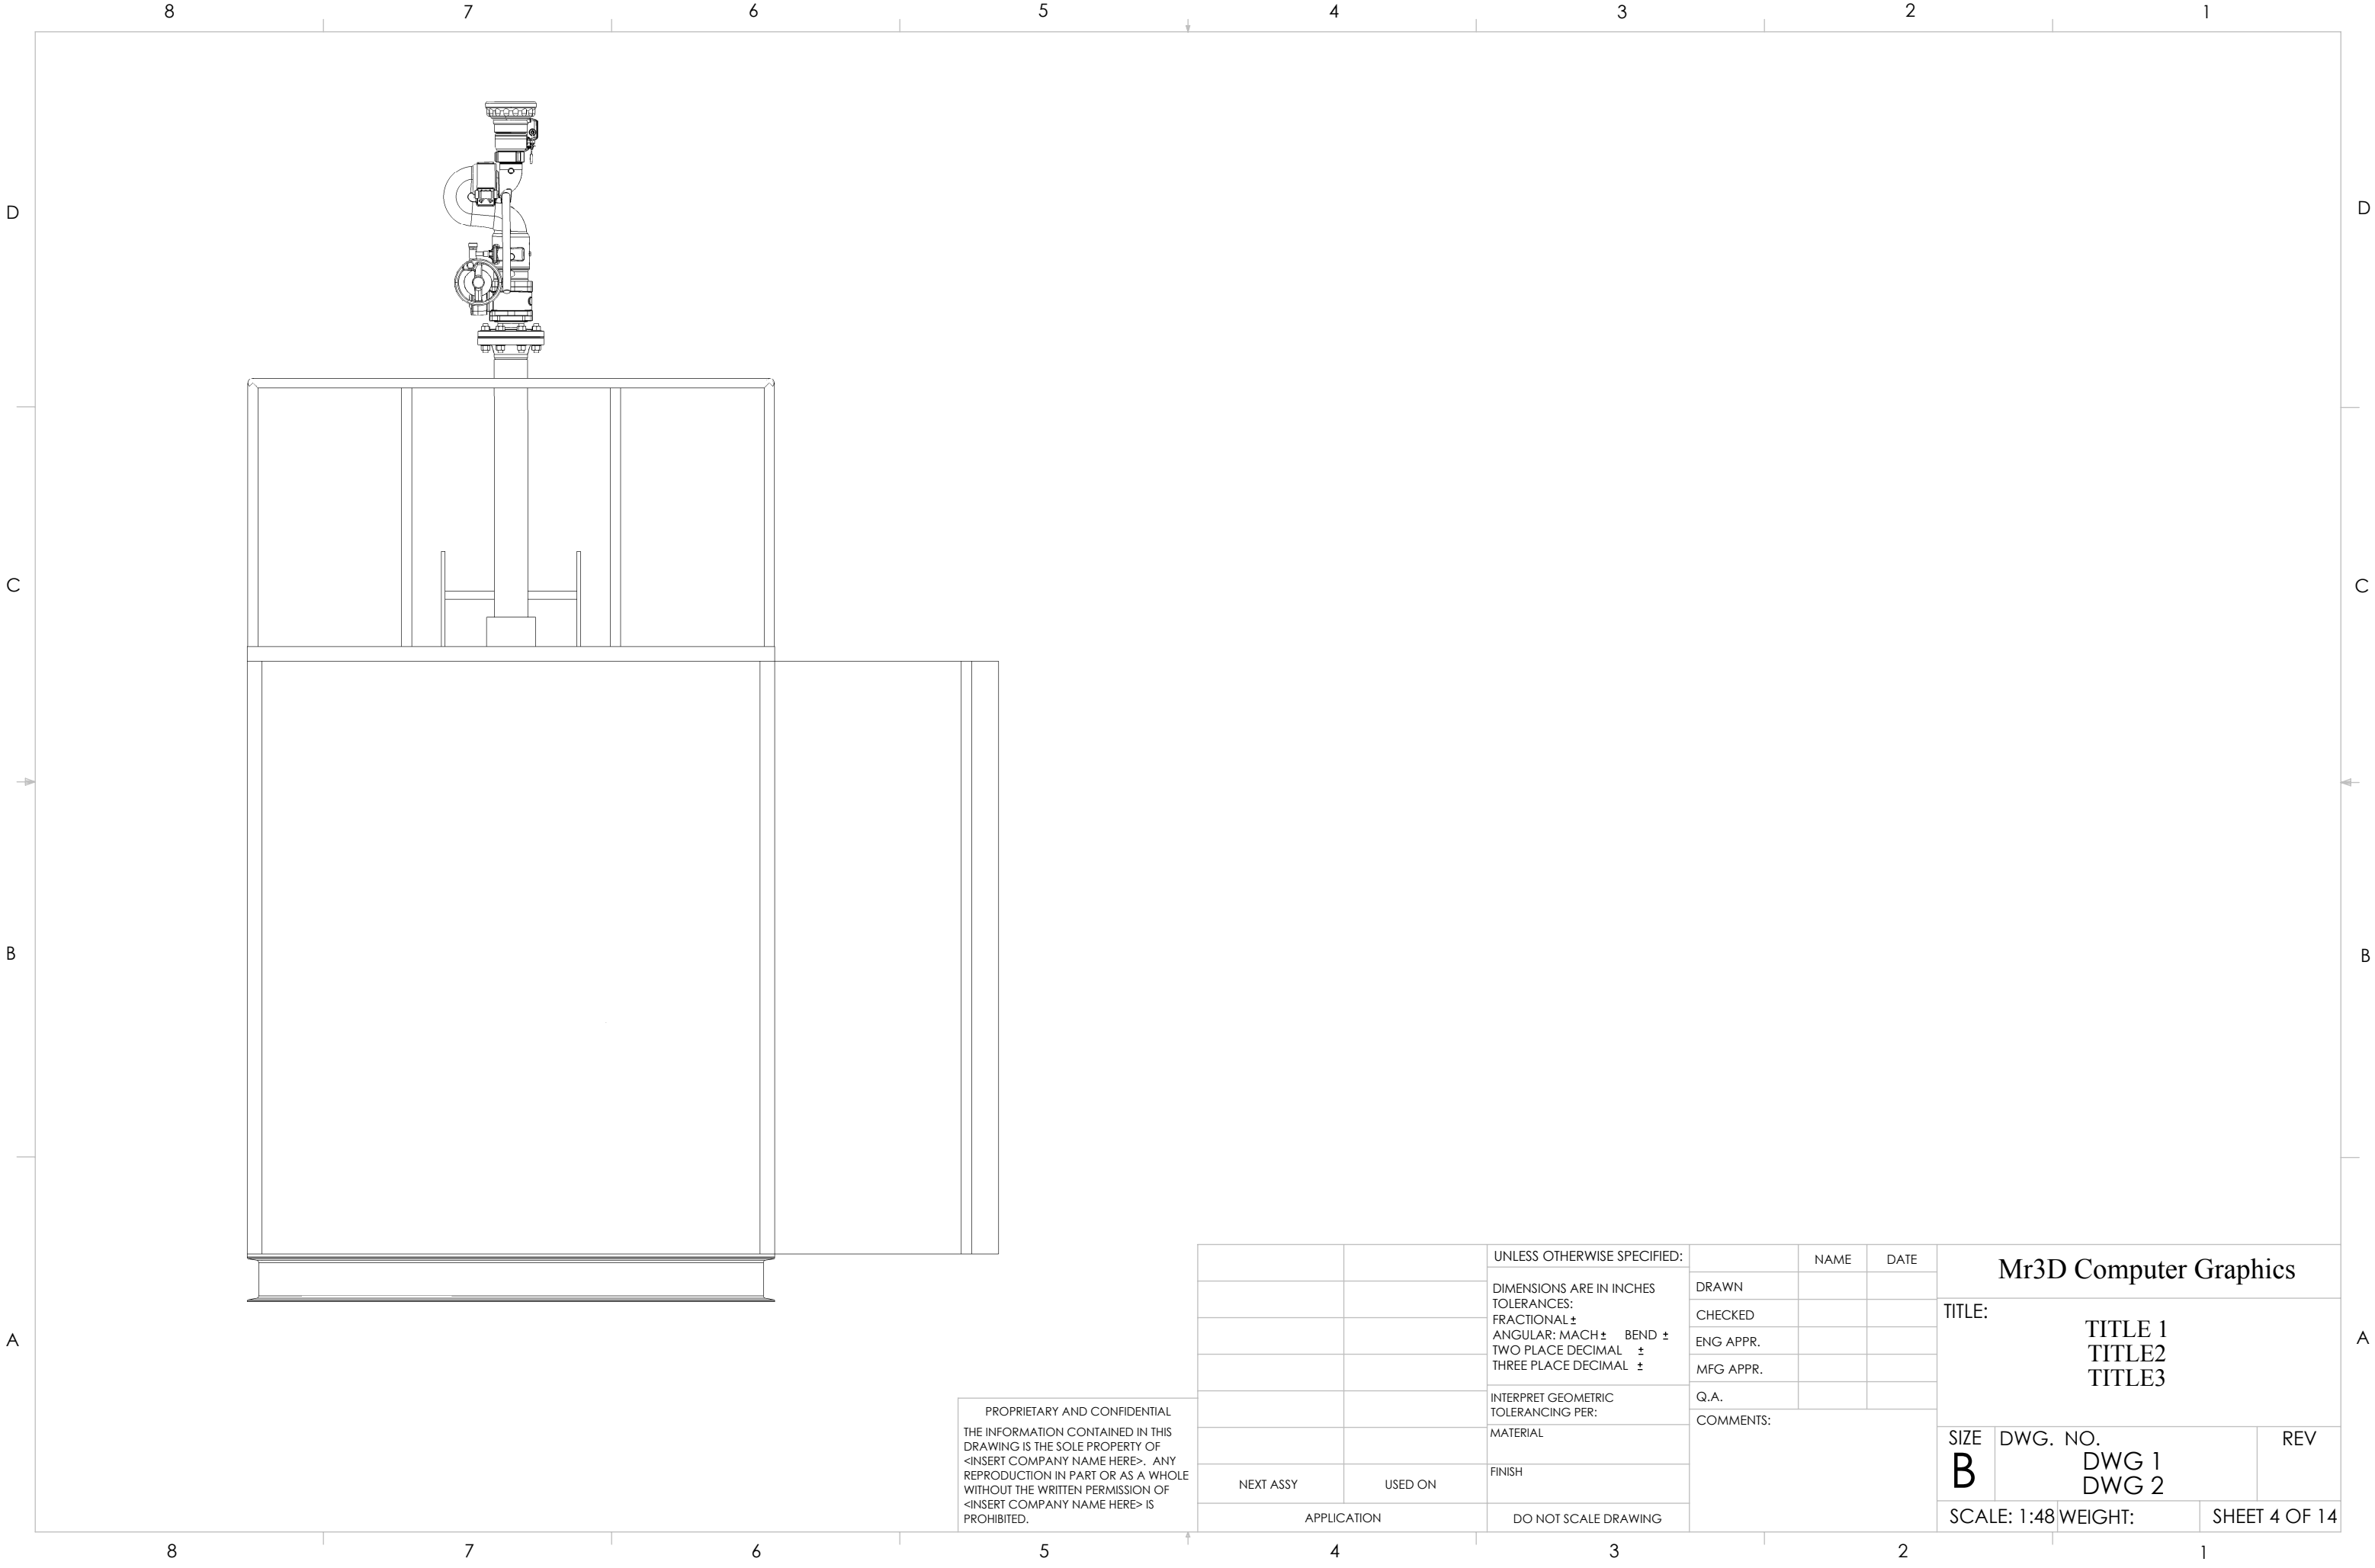 8 7 6 5 4 3 2 1
D D
C C
B B
A A
PROPRIETARY AND CONFIDENTIAL
THE INFORMATION CONTAINED IN THIS
DRAWING IS THE SOLE PROPERTY OF
<INSERT COMPANY NAME HERE>. ANY
REPRODUCTION IN PART OR AS A WHOLE
WITHOUT THE WRITTEN PERMISSION OF
<INSERT COMPANY NAME HERE> IS
PROHIBITED.
NEXT ASSY USED ON
APPLICATION
UNLESS OTHERWISE SPECIFIED:
DIMENSIONS ARE IN INCHES
TOLERANCES:
FRACTIONAL ±
ANGULAR: MACH ± BEND ±
TWO PLACE DECIMAL ±
THREE PLACE DECIMAL ±
INTERPRET GEOMETRIC
TOLERANCING PER:
MATERIAL
FINISH
DO NOT SCALE DRAWING
NAME DATE
DRAWN
CHECKED
ENG APPR.
MFG APPR.
Q.A.
COMMENTS:
Mr3D Computer Graphics
TITLE:
TITLE 1
TITLE2
TITLE3
SIZE DWG. NO. REV
B
DWG 1
DWG 2
SCALE: 1:48 WEIGHT: SHEET 4 OF 14
8 7 6 5 4 3 2 1